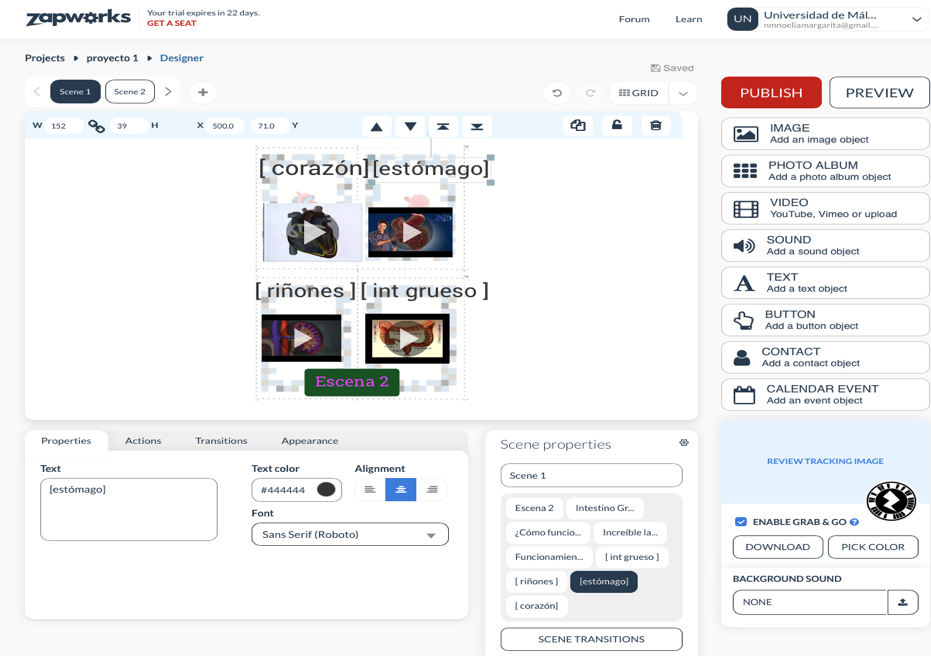 zapworks
Your trial expires in 22 days.
GET A SEAT
Forum
Learn
UN
Universidad de Mál...
nmnoeliamargarita@gmail....
Projects
proyecto 1
Designer
Saved
Scene 1
Scene 2
GRID
PUBLISH
PREVIEW
W 152
39 H
X 500.0
71.0 Y
[ corazón]
[estómago]
[ riñones ]
[ int grueso ]
Escena 2
IMAGE
Add an image object
PHOTO ALBUM
Add a photo album object
VIDEO
YouTube, Vimeo or upload
SOUND
Add a sound object
TEXT
Add a text object
BUTTON
Add a button object
CONTACT
Add a contact object
CALENDAR EVENT
Add an event object
Properties
Actions
Transitions
Appearance
Text
[estómago]
Text color
#444444
Alignment
Font
Sans Serif (Roboto)
Scene properties
Scene 1
Escena 2
Intestino Gr...
¿Cómo funcio...
Increíble la...
Funcionamien...
[ int grueso ]
[ riñones ]
[estómago]
[ corazón]
SCENE TRANSITIONS
REVIEW TRACKING IMAGE
ENABLE GRAB & GO
DOWNLOAD
PICK COLOR
BACKGROUND SOUND
NONE